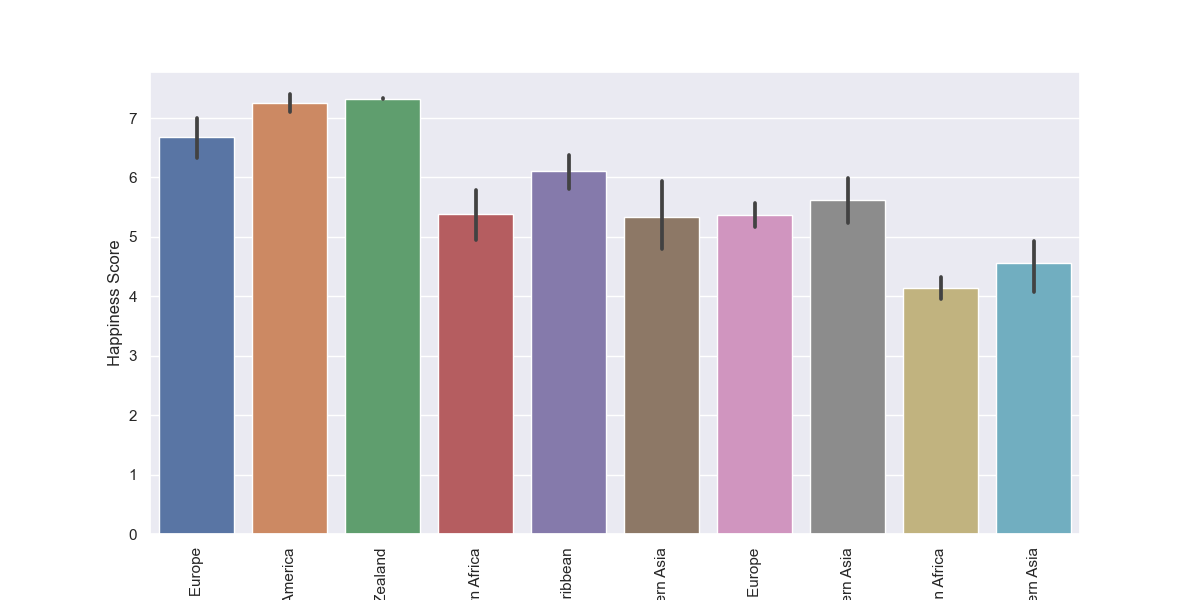 Happiness Score
7
6
5
4
3
2
1
0
Europe
America
Zealand
rn Africa
ribbean
ern Asia
Europe
ern Asia
n Africa
ern Asia